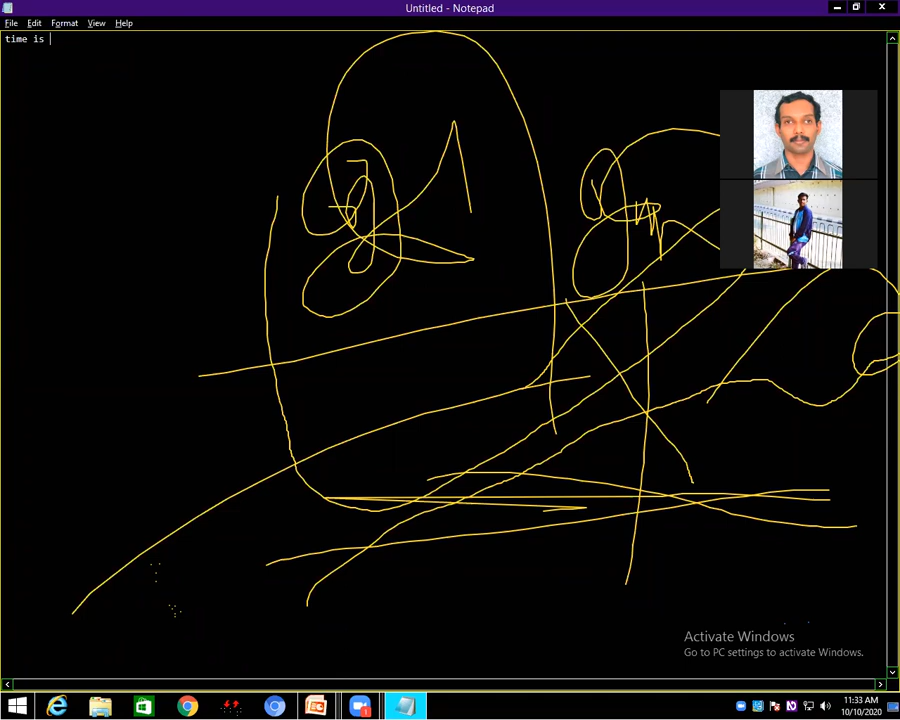 Untitled - Notepad
File Edit Format View Help
time is
Activate Windows
Go to PC settings to activate Windows.
11:33 AM
10/10/2020